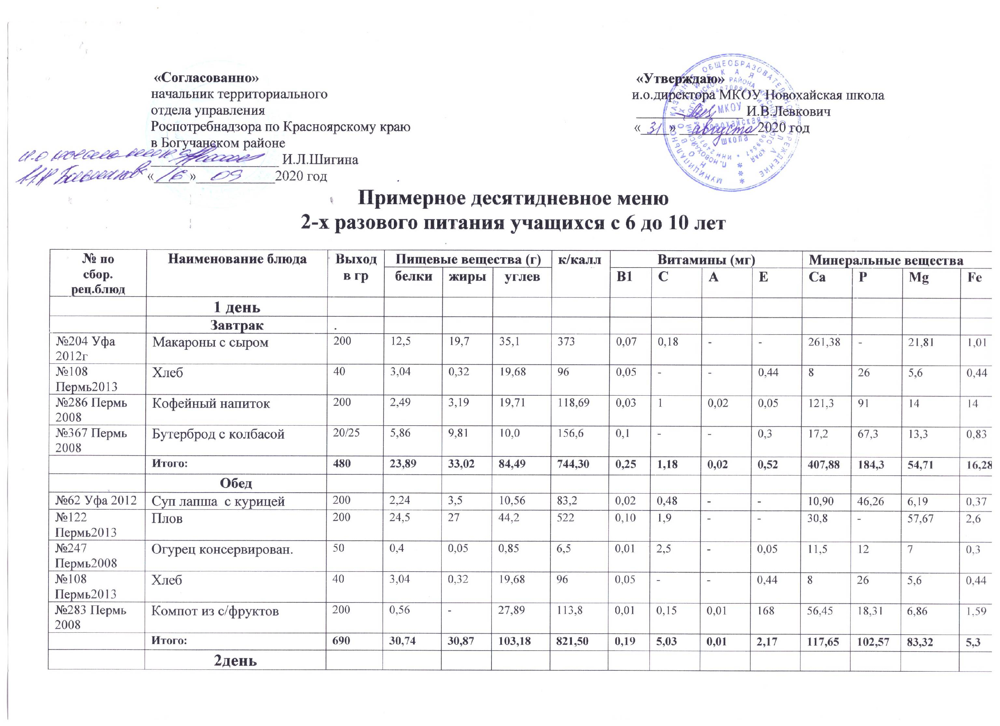 «Согласованно»
начальник территориального
отдела управления
Роспотребнадзора по Красноярскому краю
в Богучанском районе
и.о
____________________ И.Л.Шигина
«16» 09 2020 год
«Утверждаю»
и.о.директора МКОУ Новохайская школа
________________ И.В.Левкович
«31» августа 2020 год
МУНИЦИПАЛЬНОЕ КАЗЕННОЕ ОБЩЕОБРАЗОВАТЕЛЬНОЕ УЧРЕЖДЕНИЕ
МКОУ
Новохайская
школа
Примерное десятидневное меню
2-х разового питания учащихся с 6 до 10 лет
№ по сбор. рец.блюд Наименование блюда Выход в гр Пищевые вещества (г) к/калл Витамины (мг) Минеральные вещества
белки жиры углев B1 C A E Ca P Mg Fe
1 день
Завтрак
№204 Уфа 2012г Макароны с сыром 200 12,5 19,7 35,1 373 0,07 0,18 - - 261,38 - 21,81 1,01
№108 Пермь2013 Хлеб 40 3,04 0,32 19,68 96 0,05 - - 0,44 8 26 5,6 0,44
№286 Пермь 2008 Кофейный напиток 200 2,49 3,19 19,71 118,69 0,03 1 0,02 0,05 121,3 91 14 14
№367 Пермь 2008 Бутерброд с колбасой 20/25 5,86 9,81 10,0 156,6 0,1 - - 0,3 17,2 67,3 13,3 0,83
Итого: 480 23,89 33,02 84,49 744,30 0,25 1,18 0,02 0,52 407,88 184,3 54,71 16,28
Обед
№62 Уфа 2012 Суп лапша с курицей 200 2,24 3,5 10,56 83,2 0,02 0,48 - - 10,90 46,26 6,19 0,37
№122 Пермь2013 Плов 200 24,5 27 44,2 522 0,10 1,9 - - 30,8 - 57,67 2,6
№247 Пермь2008 Огурец консервирован. 50 0,4 0,05 0,85 6,5 0,01 2,5 - 0,05 11,5 12 7 0,3
№108 Пермь2013 Хлеб 40 3,04 0,32 19,68 96 0,05 - - 0,44 8 26 5,6 0,44
№283 Пермь 2008 Компот из с/фруктов 200 0,56 - 27,89 113,8 0,01 0,15 0,01 168 56,45 18,31 6,86 1,59
Итого: 690 30,74 30,87 103,18 821,50 0,19 5,03 0,01 2,17 117,65 102,57 83,32 5,3
2день